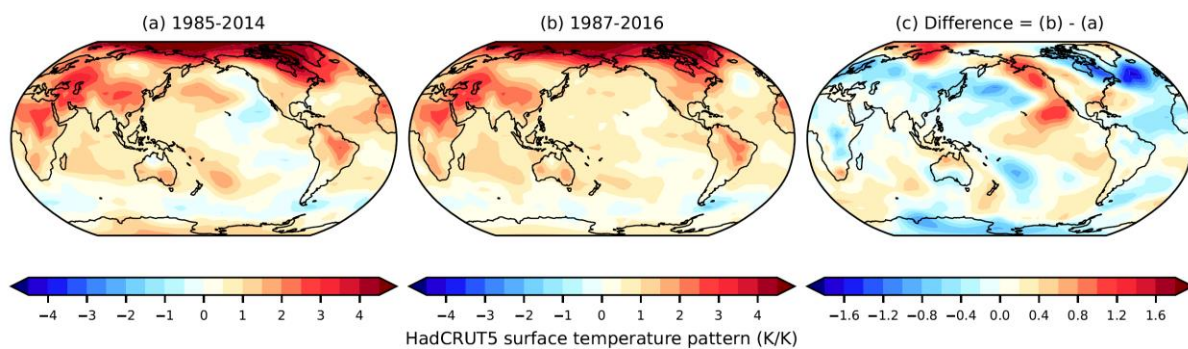 (a) 1985-2014
(b) 1987-2016
(c) Difference = (b) - (a)
−4 −3 −2 −1 0 1 2 3 4
−4 −3 −2 −1 0 1 2 3 4
−1.6 −1.2 −0.8 −0.4 0.0 0.4 0.8 1.2 1.6
HadCRUT5 surface temperature pattern (K/K)